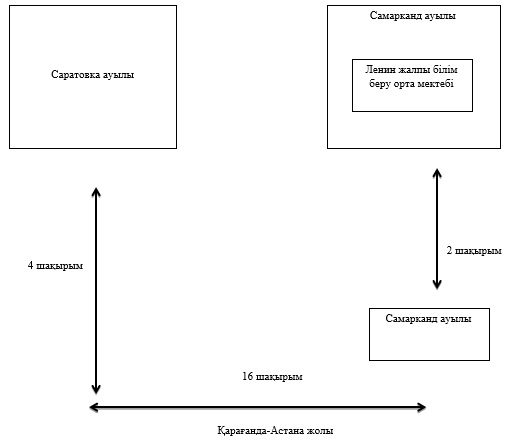 Самарканд ауылы
Саратовка ауылы
Ленин жалпы білім
беру орта мектебі
4 шақырым
2 шақырым
Самарканд ауылы
16 шақырым
Қарағанда-Астана жолы